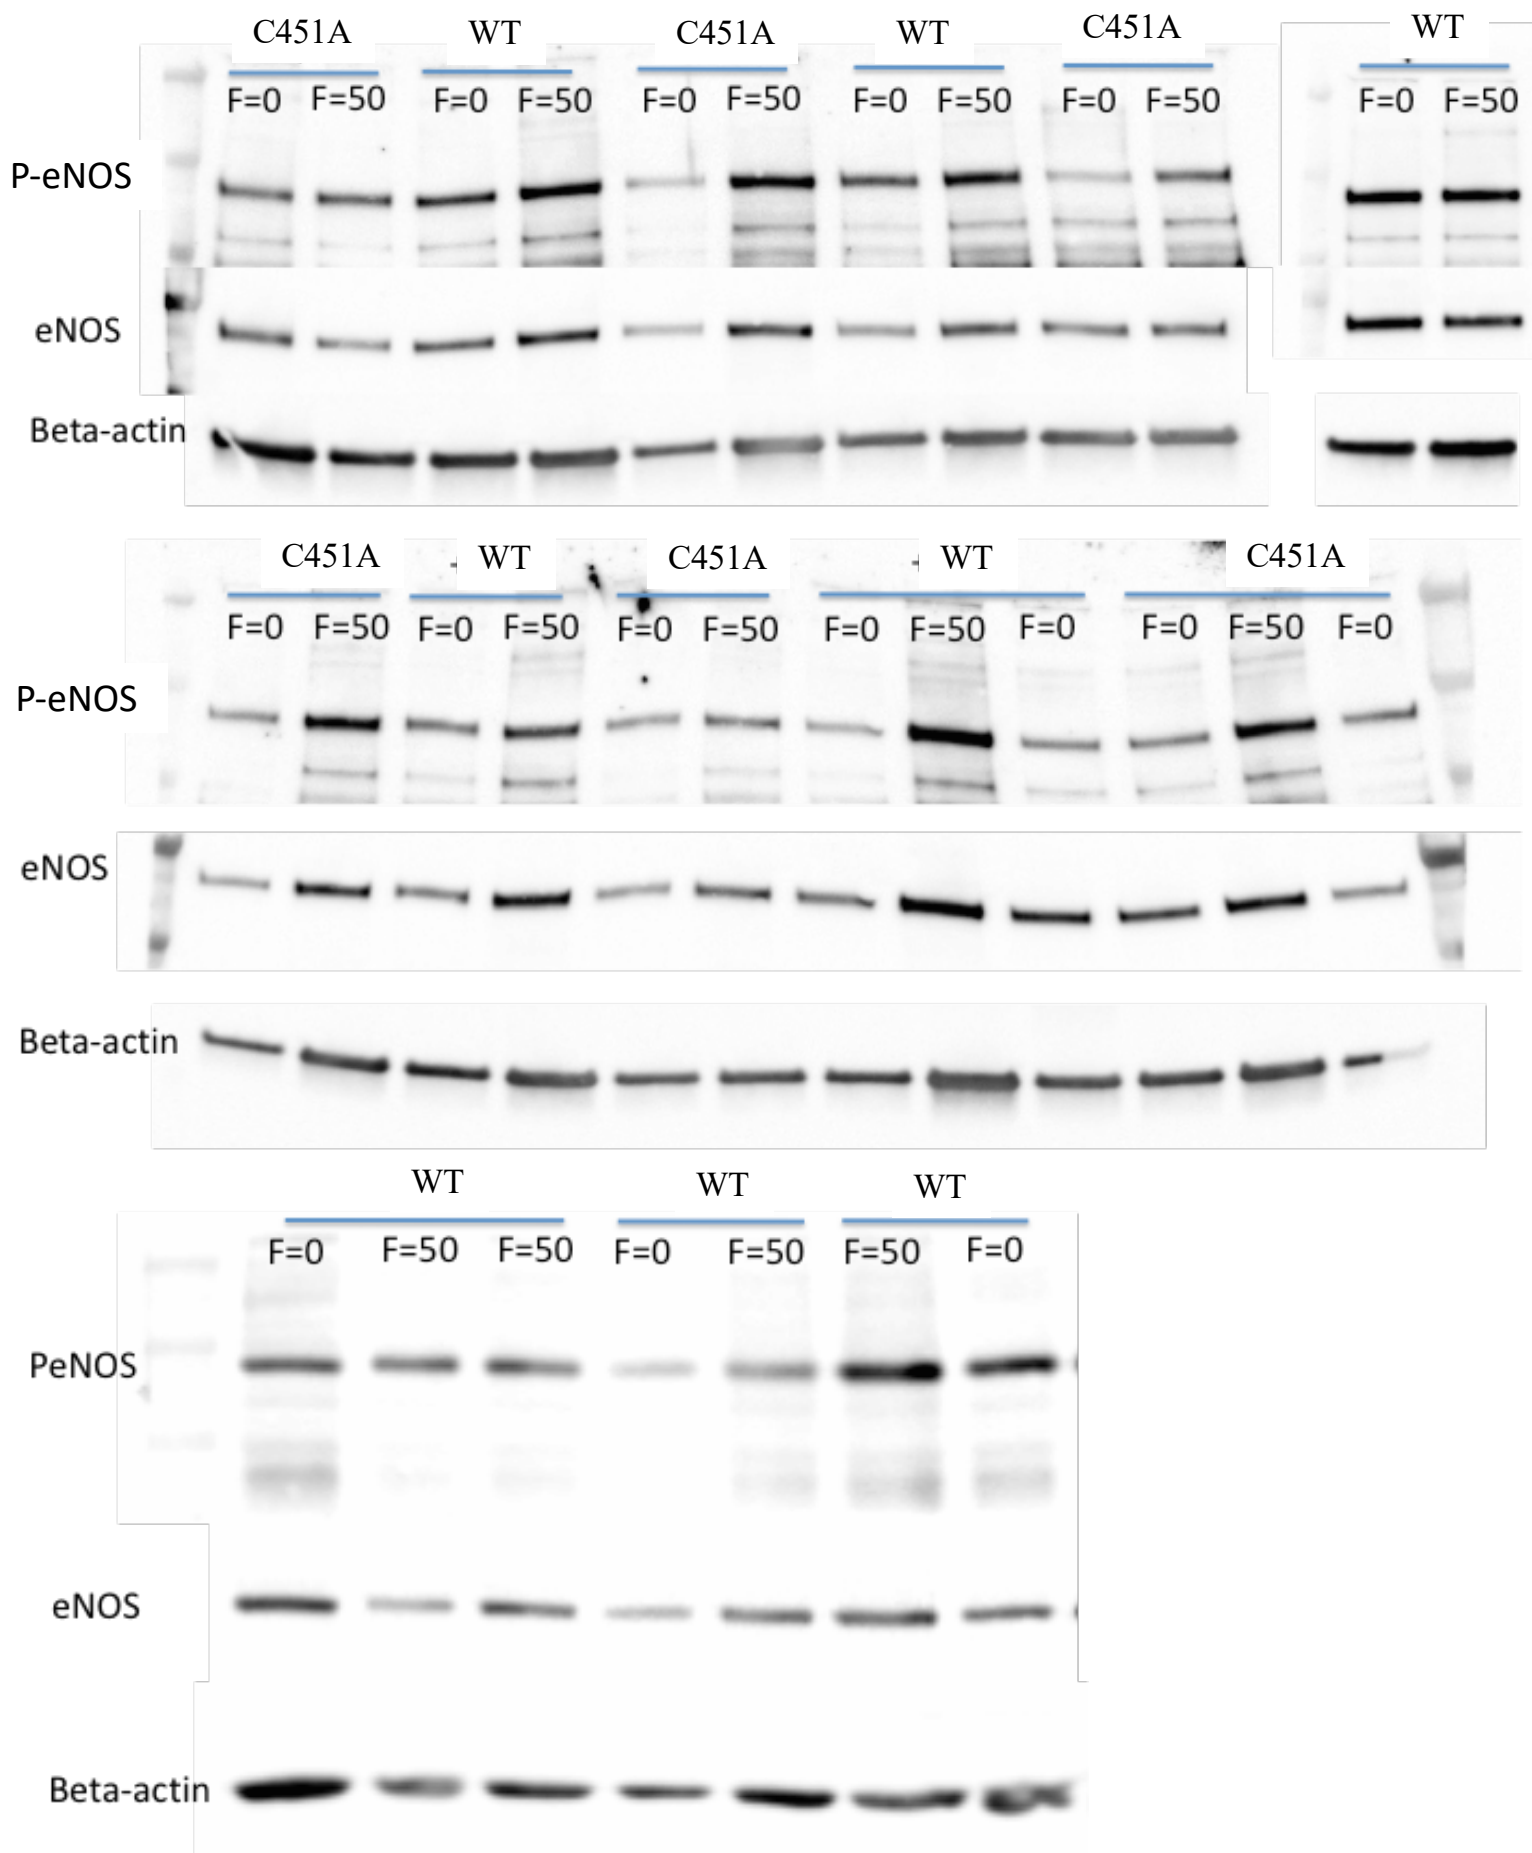 C451A WT C451A WT C451A WT
F=0 F=50 F=0 F=50 F=0 F=50 F=0 F=50 F=0 F=50 F=0 F=50
P-eNOS
eNOS
Beta-actin
C451A WT C451A WT C451A
F=0 F=50 F=0 F=50 F=0 F=50 F=0 F=50 F=0 F=0 F=50 F=0
P-eNOS
eNOS
Beta-actin
WT WT WT
F=0 F=50 F=50 F=0 F=50 F=50 F=0
PeNOS
eNOS
Beta-actin